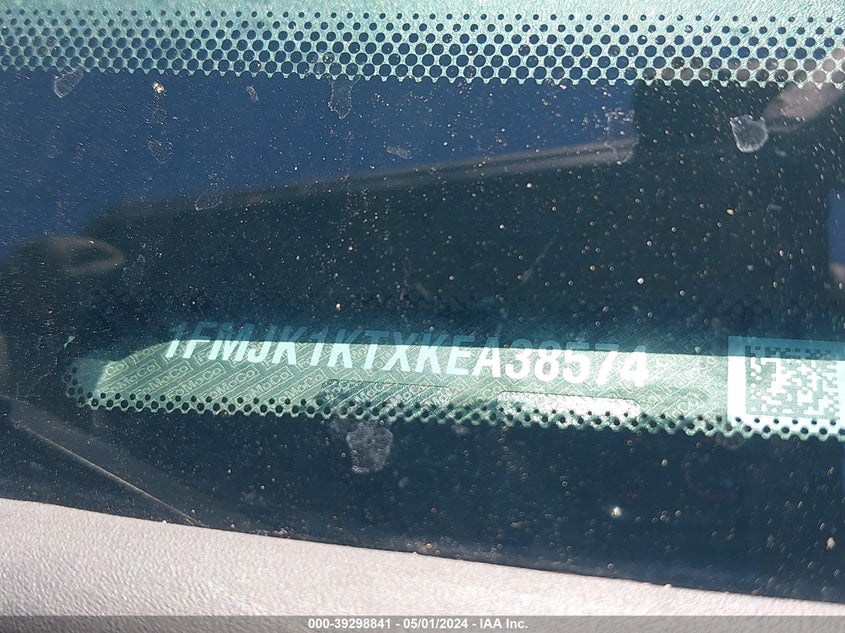 1FMJK1KTXKEA38574
000-39298841 / 05/01/2024 / IAA Inc.